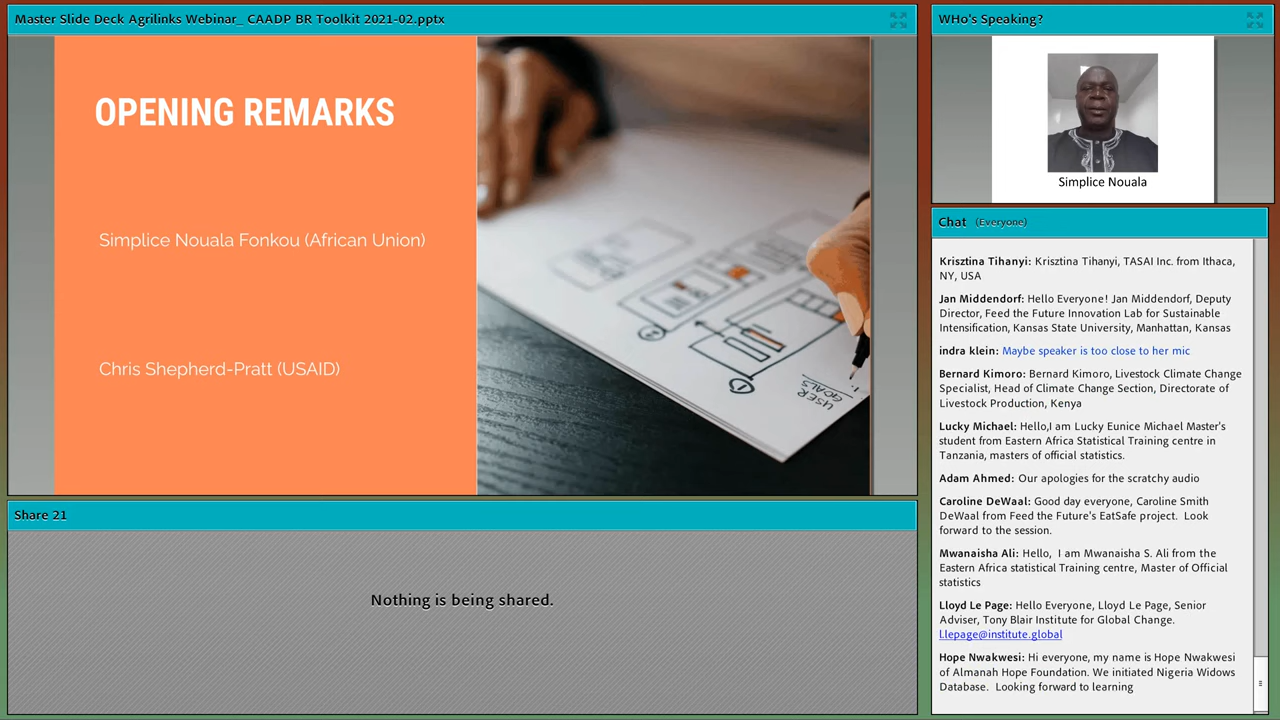 Master Slide Deck Agrilinks Webinar_ CAADP BR Toolkit 2021-02.pptx
OPENING REMARKS
Simplice Nouala Fonkou (African Union)
Chris Shepherd-Pratt (USAID)
USER
GOALS
1.
Share 21
Nothing is being shared.
WHo's Speaking?
Simplice Nouala
Chat (Everyone)
Krisztina Tihanyi: Krisztina Tihanyi, TASAI Inc. from Ithaca,
NY, USA
Jan Middendorf: Hello Everyone! Jan Middendorf, Deputy
Director, Feed the Future Innovation Lab for Sustainable
Intensification, Kansas State University, Manhattan, Kansas
indra klein: Maybe speaker is too close to her mic
Bernard Kimoro: Bernard Kimoro, Livestock Climate Change
Specialist, Head of Climate Change Section, Directorate of
Livestock Production, Kenya
Lucky Michael: Hello,I am Lucky Eunice Michael Master's
student from Eastern Africa Statistical Training centre in
Tanzania, masters of official statistics.
Adam Ahmed: Our apologies for the scratchy audio
Caroline DeWaal: Good day everyone, Caroline Smith
DeWaal from Feed the Future's EatSafe project. Look
forward to the session.
Mwanaisha Ali: Hello, I am Mwanaisha S. Ali from the
Eastern Africa statistical Training centre, Master of Official
statistics
Lloyd Le Page: Hello Everyone, Lloyd Le Page, Senior
Adviser, Tony Blair Institute for Global Change.
Llepage@institute.global
Hope Nwakwesi: Hi everyone, my name is Hope Nwakwesi
of Almanah Hope Foundation. We initiated Nigeria Widows
Database. Looking forward to learning